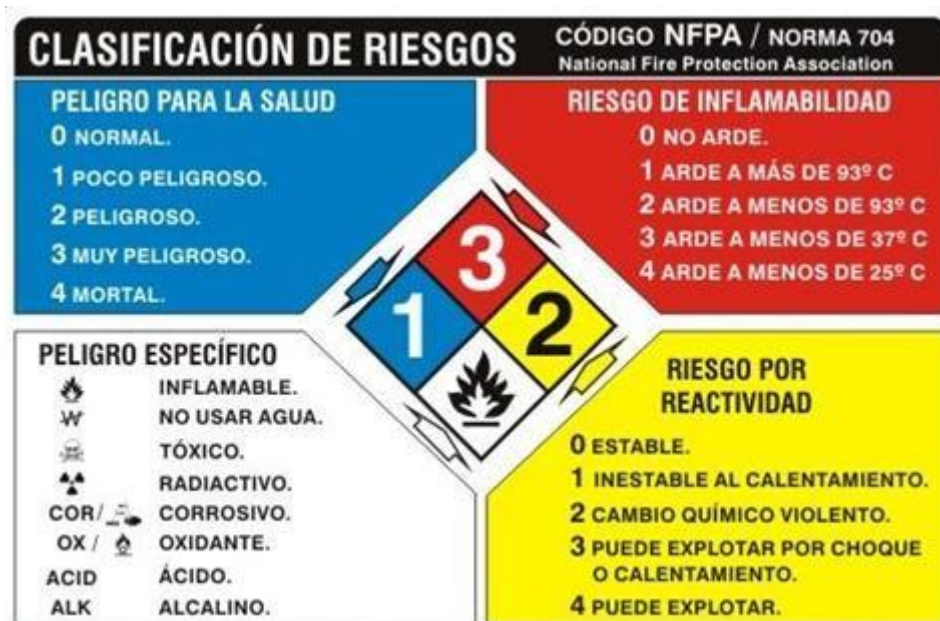 CLASIFICACIÓN DE RIESGOS
CÓDIGO NFPA / NORMA 704
National Fire Protection Association
PELIGRO PARA LA SALUD
0 NORMAL.
1 POCO PELIGROSO.
2 PELIGROSO.
3 MUY PELIGROSO.
4 MORTAL.
RIESGO DE INFLAMABILIDAD
0 NO ARDE.
1 ARDE A MÁS DE 93º C
2 ARDE A MENOS DE 93º C
3 ARDE A MENOS DE 37º C
4 ARDE A MENOS DE 25º C
3
1
2
PELIGRO ESPECÍFICO
INFLAMABLE.
W NO USAR AGUA.
TÓXICO.
RADIACTIVO.
COR/ CORROSIVO.
OX / OXIDANTE.
ACID ÁCIDO.
ALK ALCALINO.
RIESGO POR
REACTIVIDAD
0 ESTABLE.
1 INESTABLE AL CALENTAMIENTO.
2 CAMBIO QUÍMICO VIOLENTO.
3 PUEDE EXPLOTAR POR CHOQUE
O CALENTAMIENTO.
4 PUEDE EXPLOTAR.